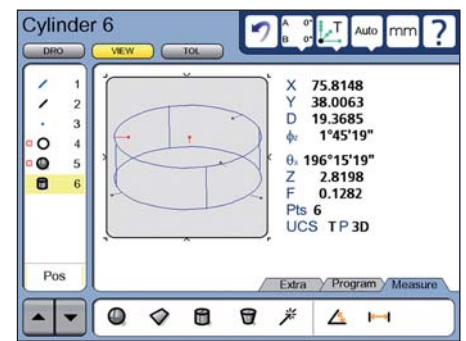 Cylinder 6
A 0°
B 0°
T
Auto
mm
?
DRO
VIEW
TOL
1
2
3
4
5
6
Pos
X 75.8148
Y 38.0063
D 19.3685
ϕz 1°45'19"
θx 196°15'19"
Z 2.8198
F 0.1282
Pts 6
UCS T P 3D
Extra
Program
Measure